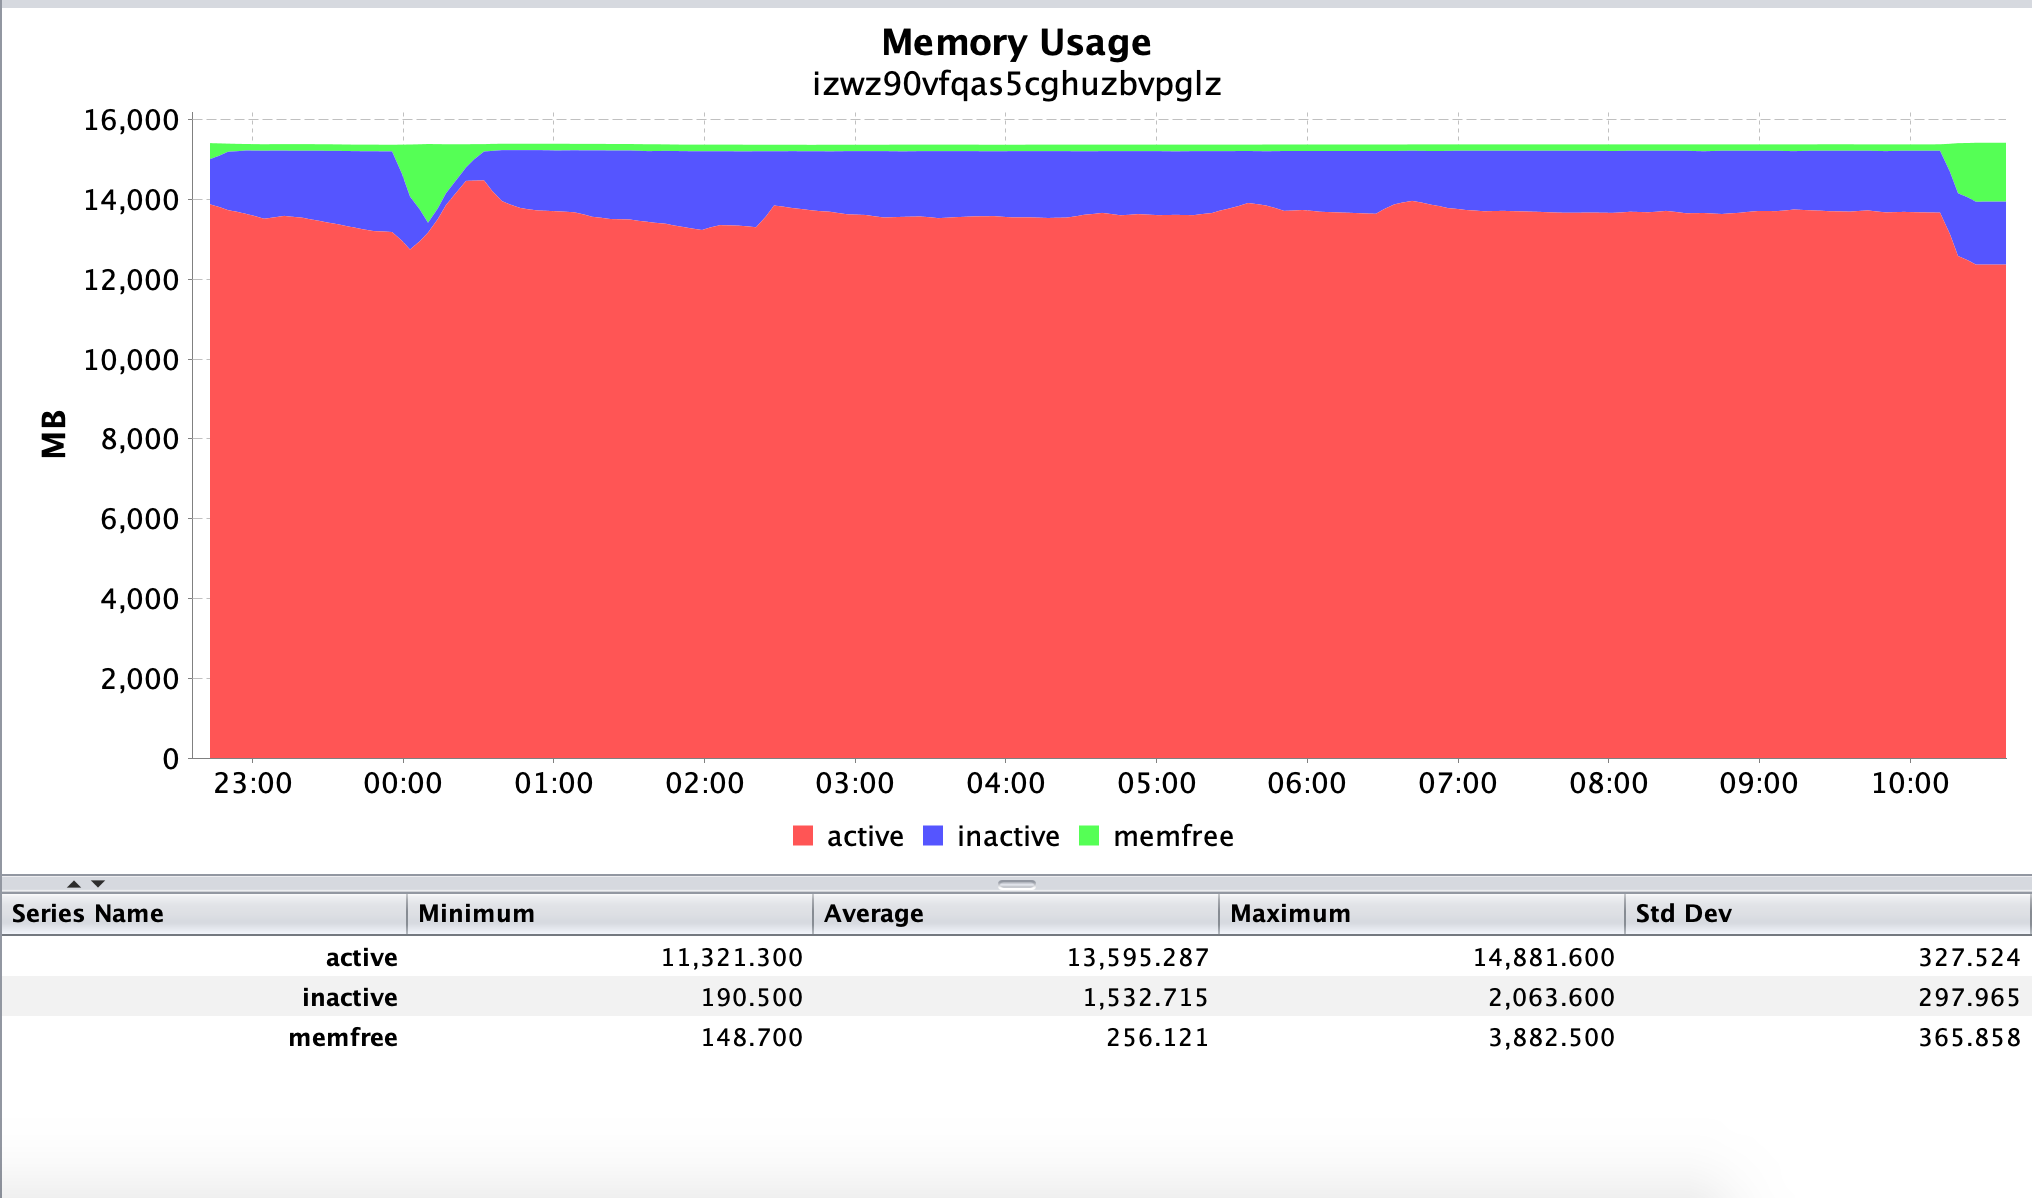 Memory Usage
izwz90vfqas5cghuzbvpglz
16,000
14,000
12,000
10,000
8,000
6,000
4,000
2,000
0
MB
23:00 00:00 01:00 02:00 03:00 04:00 05:00 06:00 07:00 08:00 09:00 10:00
active inactive memfree
Series Name Minimum Average Maximum Std Dev
active 11,321.300 13,595.287 14,881.600 327.524
inactive 190.500 1,532.715 2,063.600 297.965
memfree 148.700 256.121 3,882.500 365.858